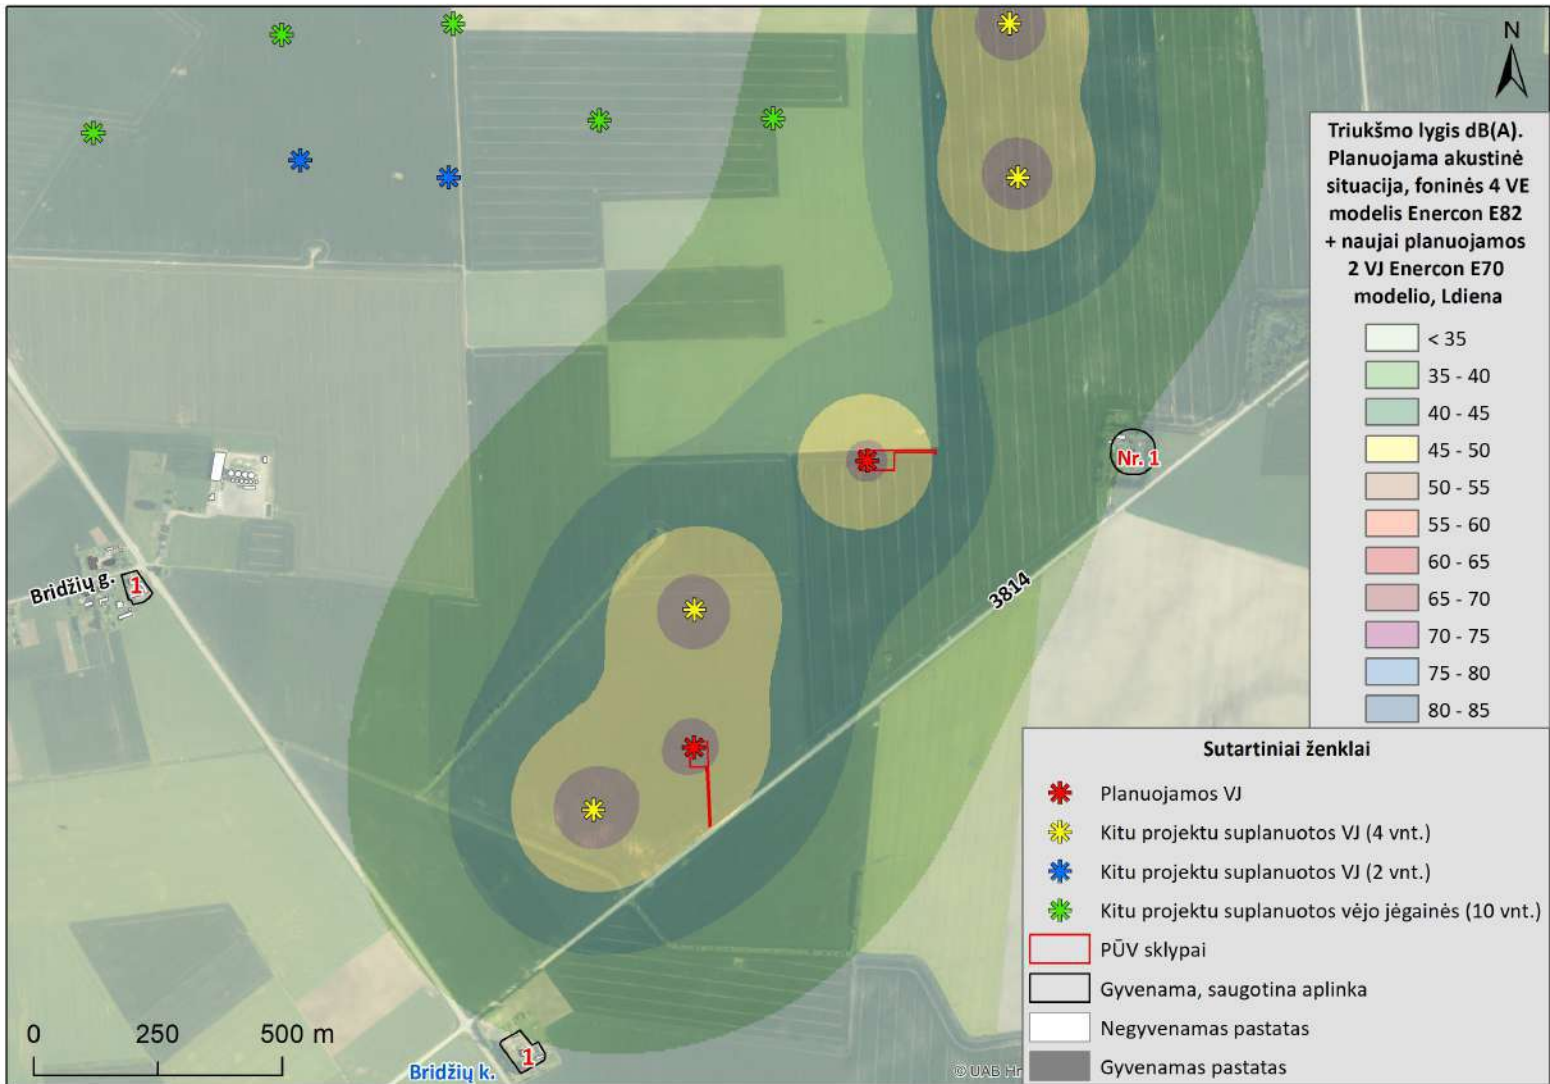 N
Triukšmo lygis dB(A).
Planuojama akustinė
situacija, foninės 4 VE
modelis Enercon E82
+ naujai planuojamos
2 VJ Enercon E70
modelio, Ldiena
< 35
35 - 40
40 - 45
45 - 50
50 - 55
55 - 60
60 - 65
65 - 70
70 - 75
75 - 80
80 - 85
Nr. 1
3814
Bridžių g.
1
Sutartiniai ženklai
Planuojamos VJ
Kitu projektu suplanuotos VJ (4 vnt.)
Kitu projektu suplanuotos VJ (2 vnt.)
Kitu projektu suplanuotos vėjo jėgainės (10 vnt.)
PŪV sklypai
Gyvenama, saugotina aplinka
Negyvenamas pastatas
Gyvenamas pastatas
0 250 500 m
1
Bridžių k.
© UAB